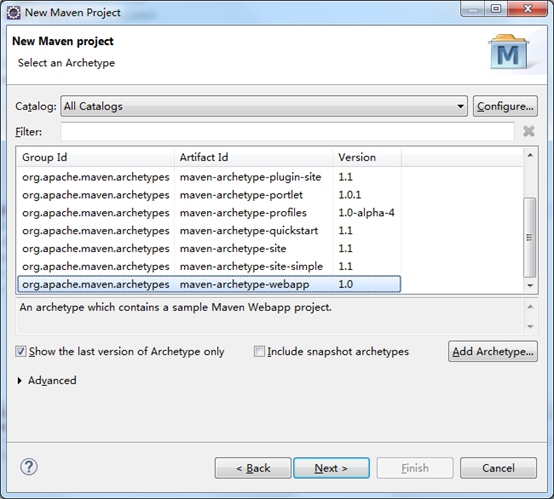 New Maven Project
New Maven project
Select an Archetype
M
Catalog: All Catalogs Configure...
Filter:
Group Id Artifact Id Version
org.apache.maven.archetypes maven-archetype-plugin-site 1.1
org.apache.maven.archetypes maven-archetype-portlet 1.0.1
org.apache.maven.archetypes maven-archetype-profiles 1.0-alpha-4
org.apache.maven.archetypes maven-archetype-quickstart 1.1
org.apache.maven.archetypes maven-archetype-site 1.1
org.apache.maven.archetypes maven-archetype-site-simple 1.1
org.apache.maven.archetypes maven-archetype-webapp 1.0
An archetype which contains a sample Maven Webapp project.
Show the last version of Archetype only Include snapshot archetypes Add Archetype...
Advanced
? < Back Next > Finish Cancel